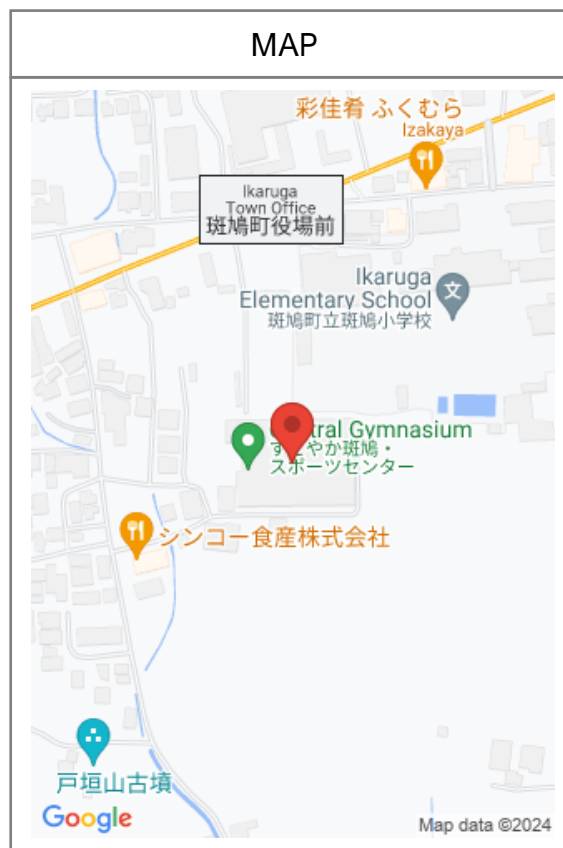 MAP
彩佳肴 ふくむら
Izakaya
Ikaruga
Town Office
斑鳩町役場前
Ikaruga
Elementary School
斑鳩町立斑鳩小学校
文
tral Gymnasium
す やか斑鳩・
スポーツセンター
シンコー食産株式会社
戸垣山古墳
Google
Map data ©2024